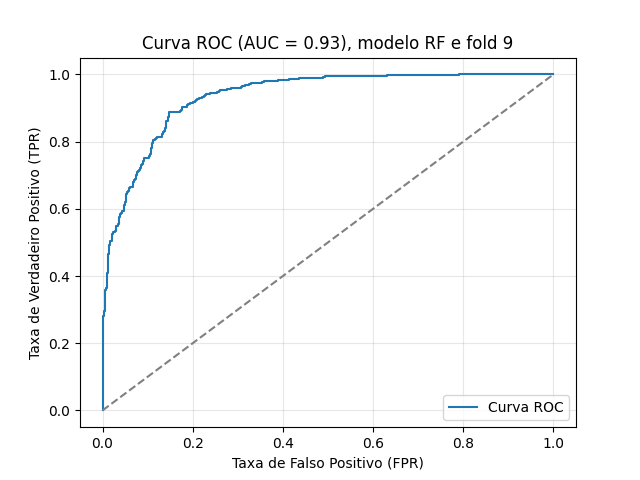 Curva ROC (AUC = 0.93), modelo RF e fold 9
Taxa de Verdadeiro Positivo (TPR)
1.0
0.8
0.6
0.4
0.2
0.0
0.0 0.2 0.4 0.6 0.8 1.0
Taxa de Falso Positivo (FPR)
Curva ROC